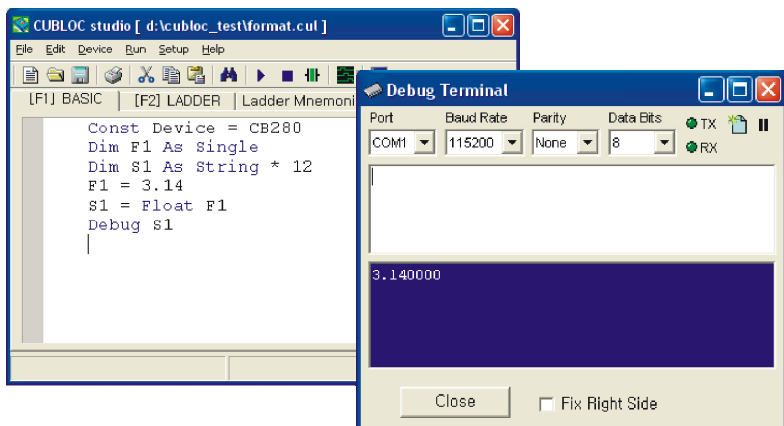 CUBLOC studio [ d:\cubloc_test\format.cul ]
File Edit Device Run Setup Help
[F1] BASIC [F2] LADDER Ladder Mnemoni
Const Device = CB280
Dim F1 As Single
Dim S1 As String * 12
F1 = 3.14
S1 = Float F1
Debug S1
Debug Terminal
Port Baud Rate Parity Data Bits
TX
COM1 115200 None 8
RX
3.140000
Close Fix Right Side